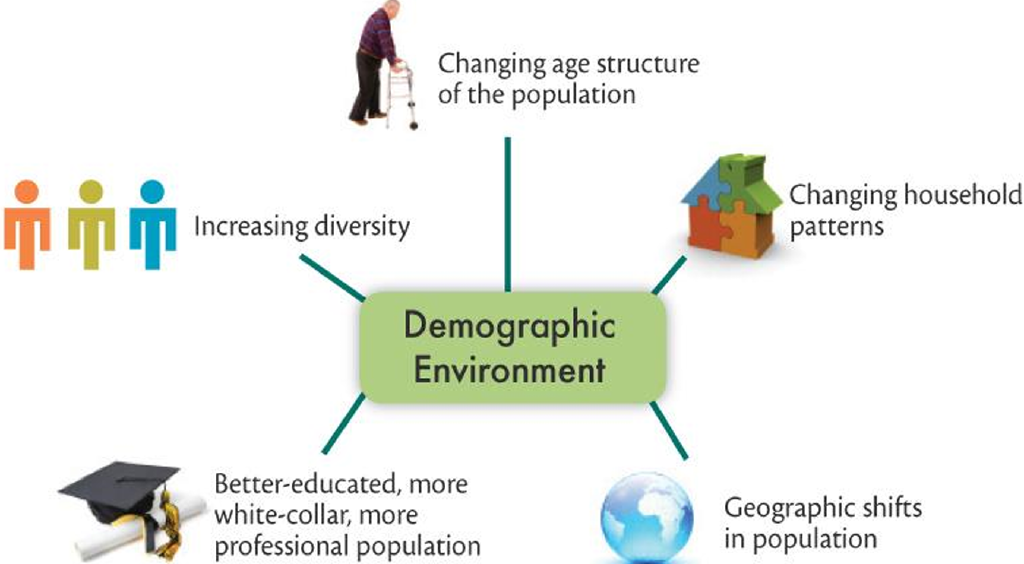 Changing age structure
of the population
Changing household
patterns
Increasing diversity
Demographic
Environment
Better-educated, more
white-collar, more
professional population
Geographic shifts
in population